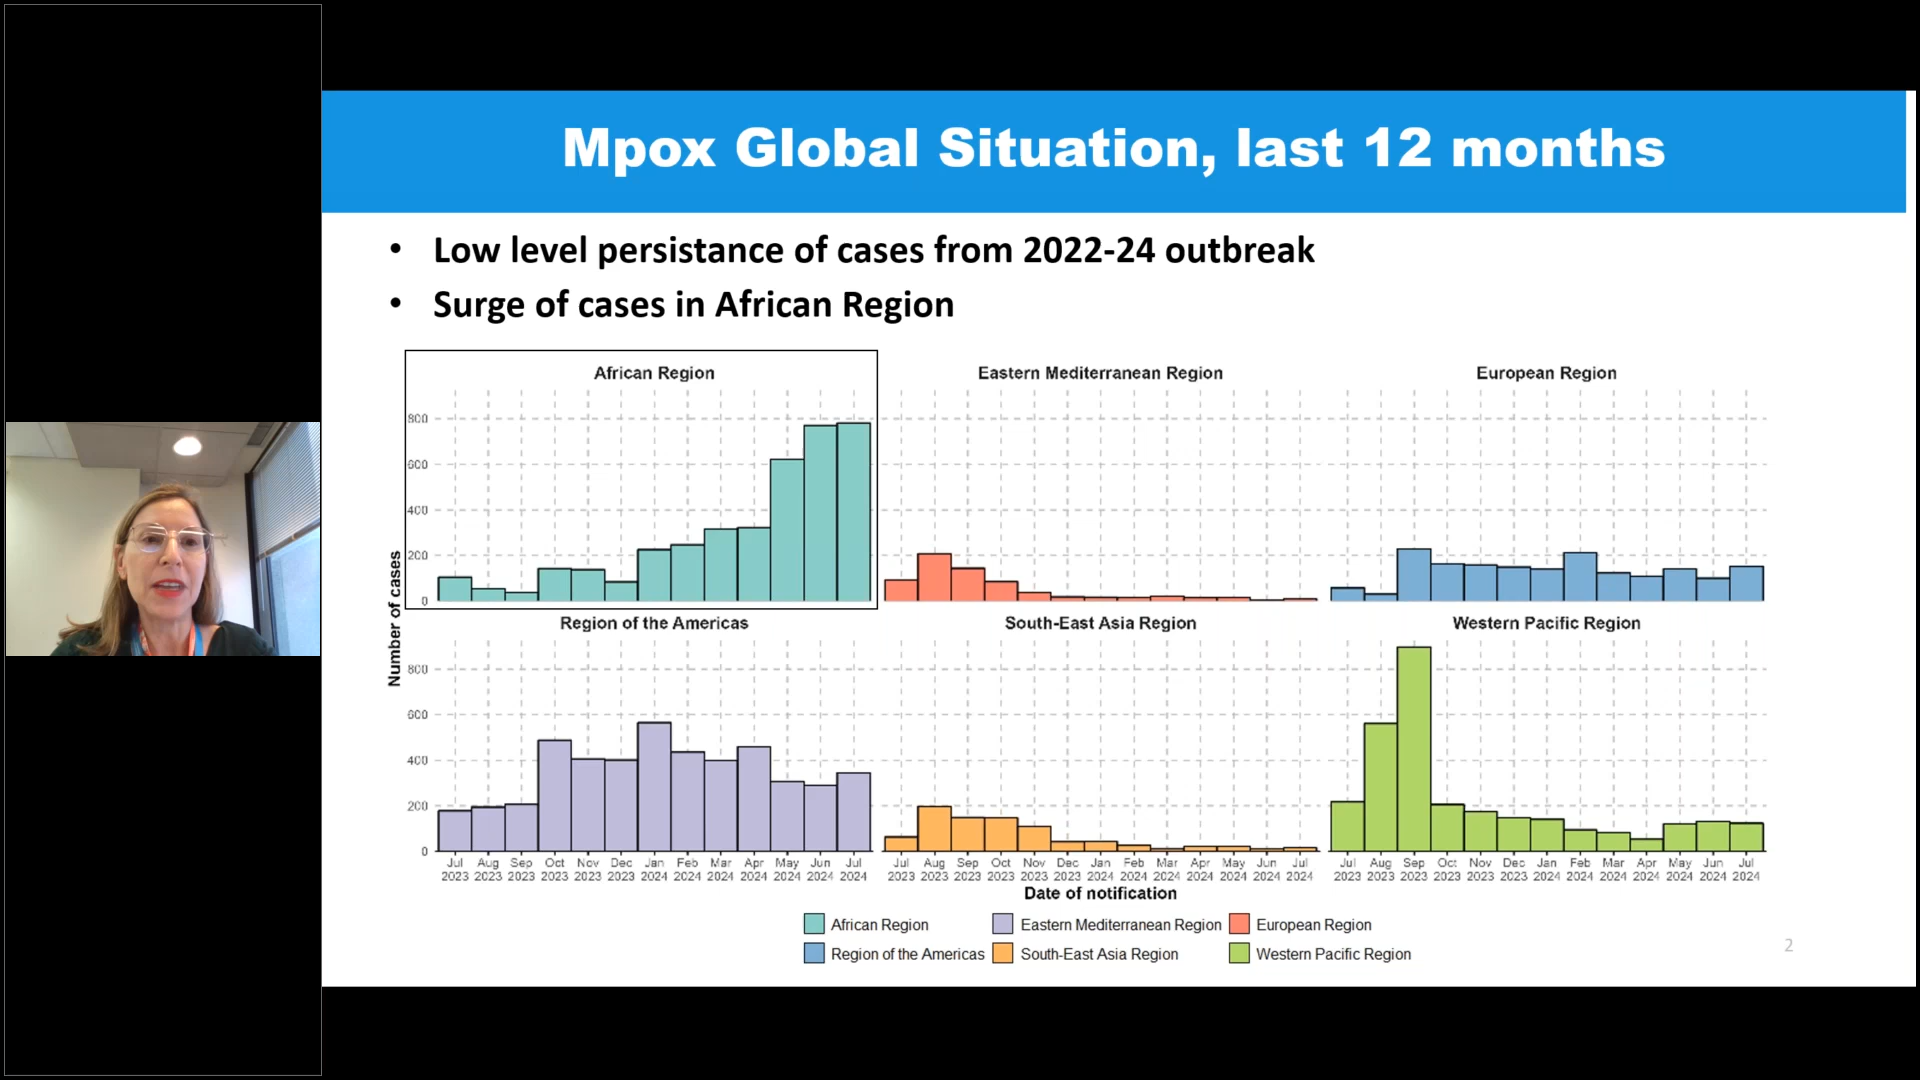 Mpox Global Situation, last 12 months
• Low level persistance of cases from 2022-24 outbreak
• Surge of cases in African Region
African Region
Eastern Mediterranean Region
European Region
800
600
400
200
0
Number of cases
Region of the Americas
South-East Asia Region
Western Pacific Region
800
600
400
200
0
Jul Aug Sep Oct Nov Dec Jan Feb Mar Apr May Jun Jul
2023 2023 2023 2023 2023 2023 2024 2024 2024 2024 2024 2024 2024
Jul Aug Sep Oct Nov Dec Jan Feb Mar Apr May Jun Jul
2023 2023 2023 2023 2023 2023 2024 2024 2024 2024 2024 2024 2024
Jul Aug Sep Oct Nov Dec Jan Feb Mar Apr May Jun Jul
2023 2023 2023 2023 2023 2023 2024 2024 2024 2024 2024 2024 2024
Date of notification
African Region
Eastern Mediterranean Region
European Region
Region of the Americas
South-East Asia Region
Western Pacific Region
2